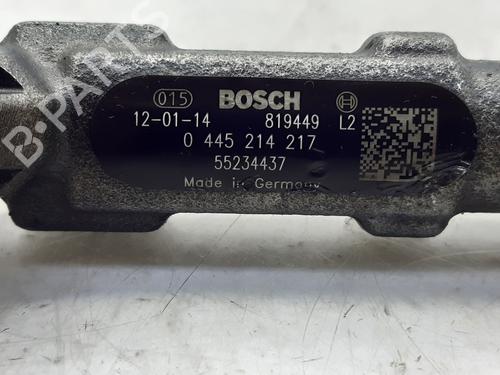 B-Parts
015 BOSCH
12-01-14 819449 L2
0 445 214 217
55234437
Made in Germany